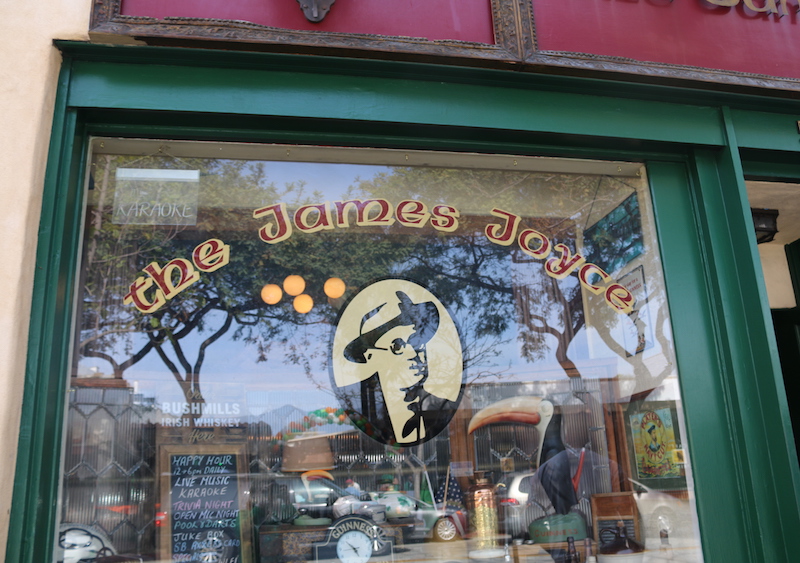 KARAOKE
the James Joyce
BUSHMILLS
IRISH WHISKEY
HAPPY HOUR
DAILY
LIVE MUSIC
KARAOKE
TRIVIA NIGHT
OPEN MIC NIGHT
POOL & DARTS
JUKE BOX
GUINNESS